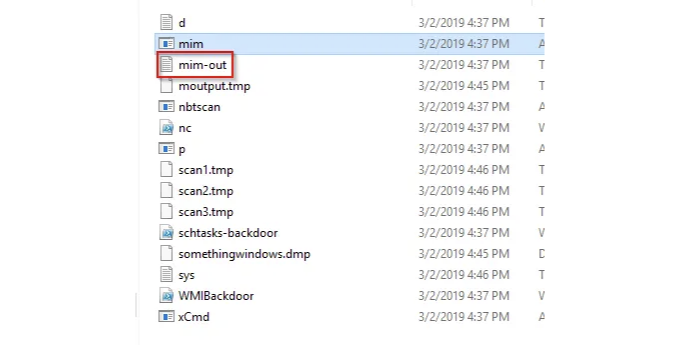 d 3/2/2019 4:37 PM T
mim 3/2/2019 4:37 PM A
mim-out 3/2/2019 4:37 PM T
moutput.tmp 3/2/2019 4:37 PM T
nbtscan 3/2/2019 4:37 PM A
nc 3/2/2019 4:37 PM W
p 3/2/2019 4:37 PM A
scan1.tmp 3/2/2019 4:46 PM T
scan2.tmp 3/2/2019 4:46 PM T
scan3.tmp 3/2/2019 4:46 PM T
schtasks-backdoor 3/2/2019 4:37 PM W
somethingwindows.dmp 3/2/2019 4:45 PM D
sys 3/2/2019 4:46 PM T
WMIBackdoor 3/2/2019 4:37 PM W
xCmd 3/2/2019 4:37 PM A